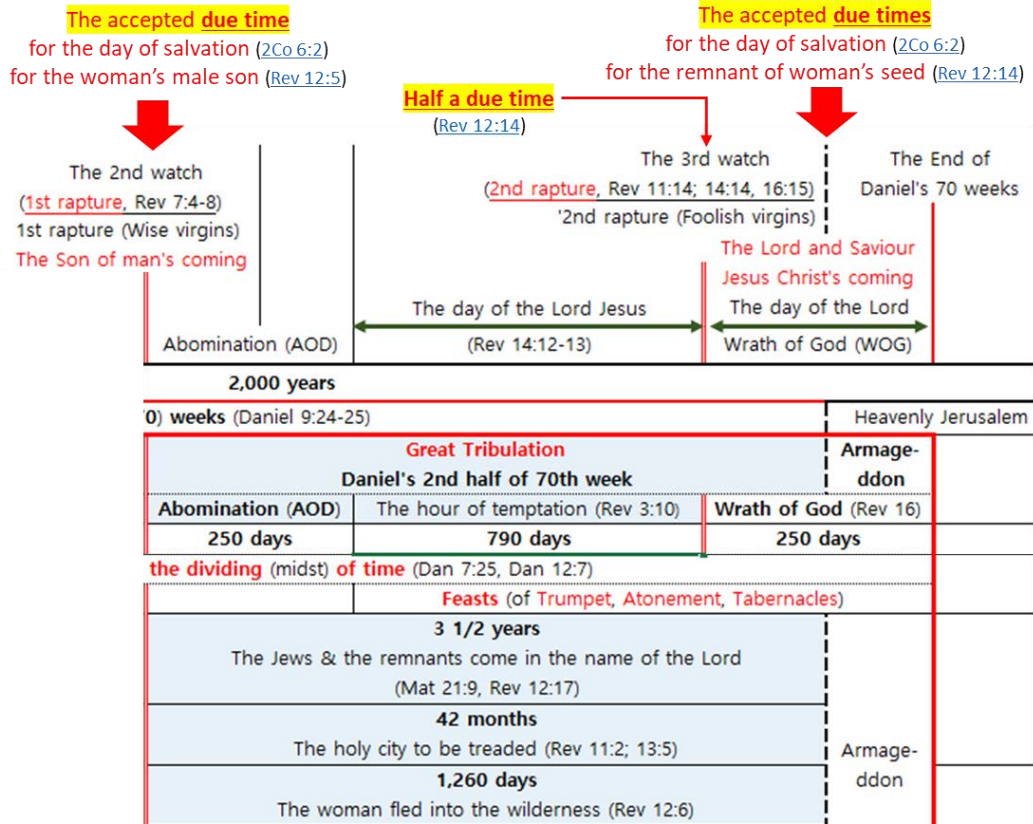 The accepted due time
for the day of salvation (2Co 6:2)
for the woman's male son (Rev 12:5)
The accepted due times
for the day of salvation (2Co 6:2)
for the remnant of woman's seed (Rev 12:14)
Half a due time
(Rev 12:14)
The 2nd watch
(1st rapture, Rev 7:4-8)
1st rapture (Wise virgins)
The Son of man's coming
The 3rd watch
(2nd rapture, Rev 11:14; 14:14, 16:15)
'2nd rapture (Foolish virgins)
The End of
Daniel's 70 weeks
The Lord and Saviour
Jesus Christ's coming
The day of the Lord Jesus
The day of the Lord
Abomination (AOD)
(Rev 14:12-13)
Wrath of God (WOG)
2,000 years
'0) weeks (Daniel 9:24-25)
Heavenly Jerusalem
Great Tribulation
Daniel's 2nd half of 70th week
Armage-
ddon
Abomination (AOD)
The hour of temptation (Rev 3:10)
Wrath of God (Rev 16)
250 days
790 days
250 days
the dividing (midst) of time (Dan 7:25, Dan 12:7)
Feasts (of Trumpet, Atonement, Tabernacles)
3 1/2 years
The Jews & the remnants come in the name of the Lord
(Mat 21:9, Rev 12:17)
42 months
The holy city to be treaded (Rev 11:2; 13:5)
Armage-
ddon
1,260 days
The woman fled into the wilderness (Rev 12:6)